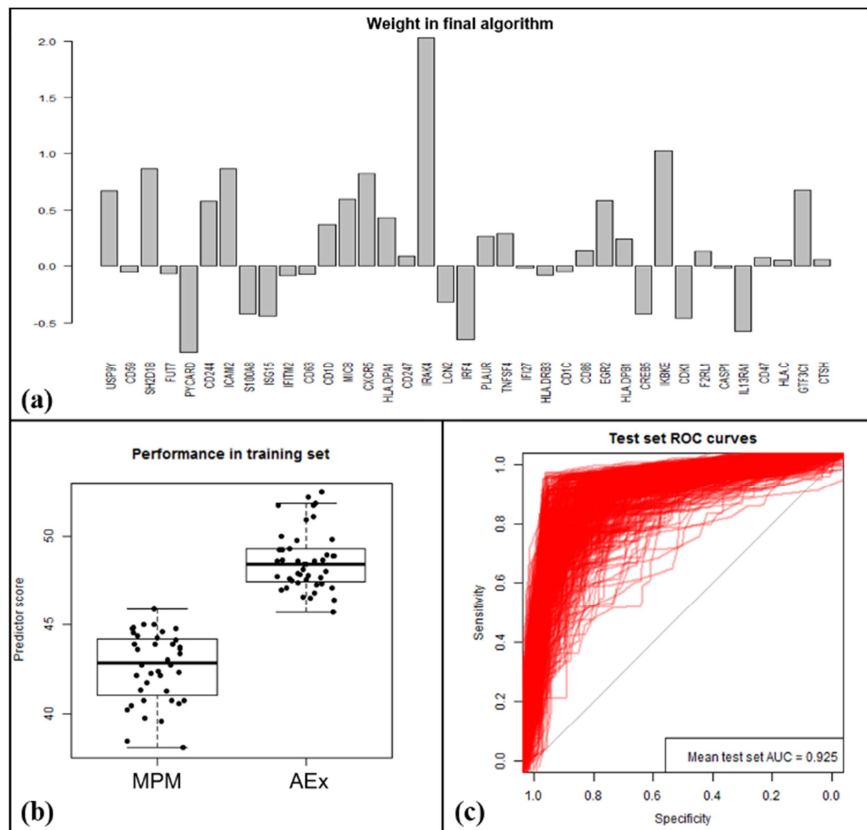 Weight in final algorithm
2.0
1.5
1.0
0.5
0.0
-0.5
USP9Y
CD59
SH2D1B
FUT7
PYCARD
CD244
ICAM2
S100A8
ISG15
IFITM2
CD63
CD1D
MICB
CXCR5
HLA.DPA1
CD247
IRAK4
LCN2
IRF4
PLAUR
TNFSF4
IFI27
HLA.DRB3
CD1C
CD86
EGR2
HLA.DPB1
CREB5
IKBKE
CDKI
F2RL1
CASP1
IL13RAI
CD47
HLA.C
GTF3C1
CTSH
(a)
Performance in training set
Predictor score
50
45
40
MPM
AEx
(b)
Test set ROC curves
Sensitivity
1.0
0.8
0.6
0.4
0.2
0.0
Mean test set AUC = 0.925
1.0
0.8
0.6
0.4
0.2
0.0
Specificity
(c)